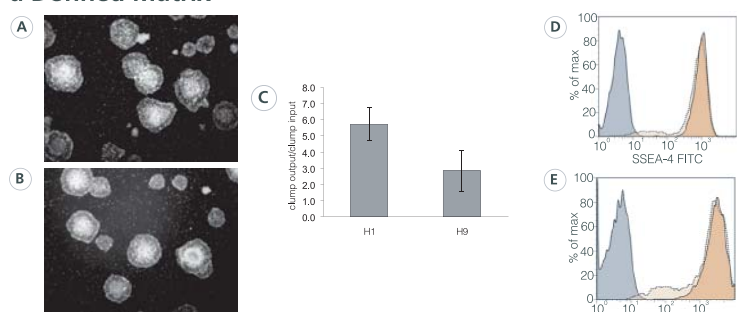 a Defined Matrix
A
B
C
clump output/clump input
8.0
7.0
6.0
5.0
4.0
3.0
2.0
1.0
0.0
H1
H9
D
% of max
100
80
60
40
20
0
10⁰
10¹
10²
10³
SSEA-4 FITC
E
% of max
100
80
60
40
20
0
10⁰
10¹
10²
10³